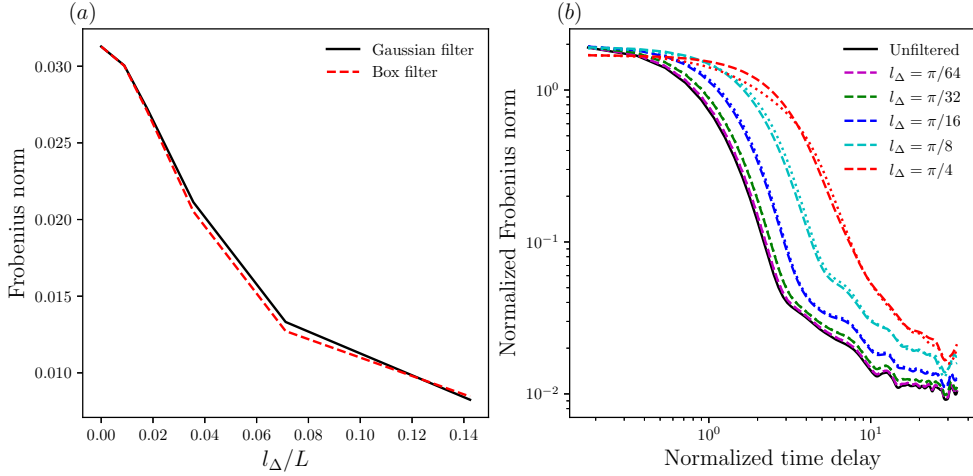 (a)
Frobenius norm
0.030
0.025
0.020
0.015
0.010
Gaussian filter
Box filter
0.00 0.02 0.04 0.06 0.08 0.10 0.12 0.14
l_Δ/L
(b)
Normalized Frobenius norm
10^0
10^−1
10^−2
Unfiltered
l_Δ = π/64
l_Δ = π/32
l_Δ = π/16
l_Δ = π/8
l_Δ = π/4
10^0 10^1
Normalized time delay